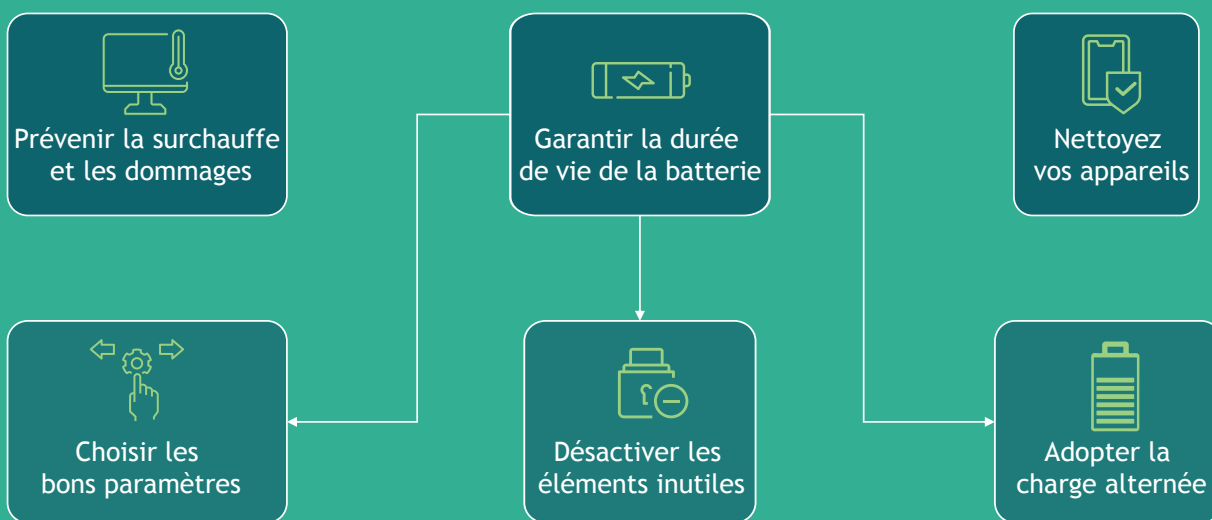 Prévenir la surchauffe
et les dommages
Garantir la durée
de vie de la batterie
Nettoyez
vos appareils
Choisir les
bons paramètres
Désactiver les
éléments inutiles
Adopter la
charge alternée